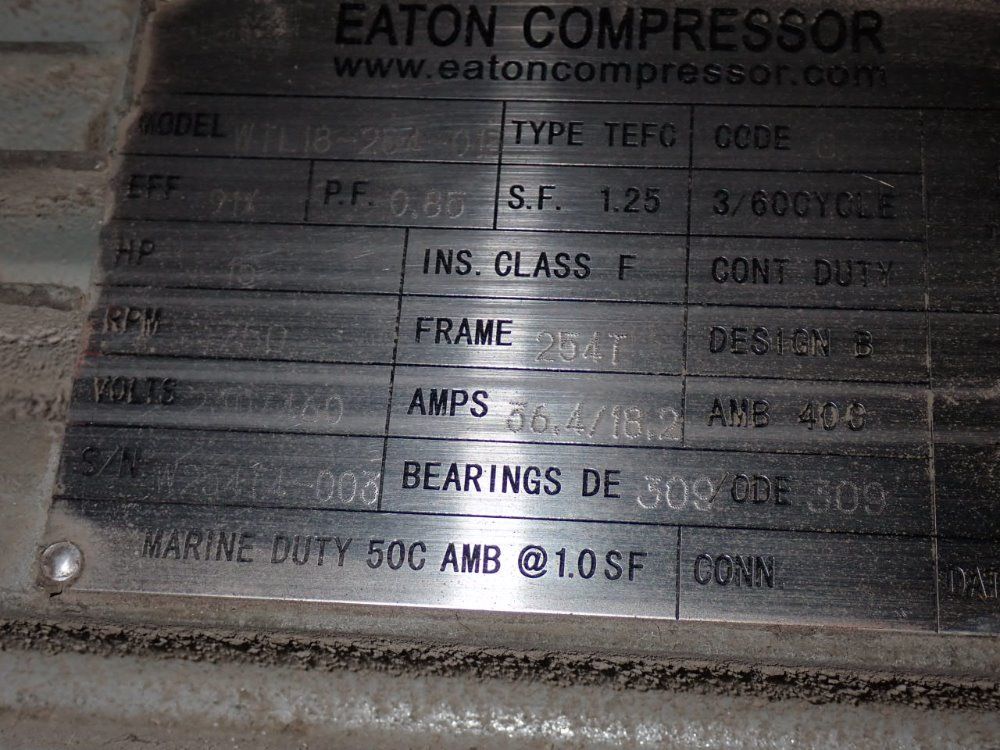 EATON COMPRESSOR
www.eatoncompressor.com
MODEL TYPE TEFC CODE G
EFF P.F. 0.85 S.F. 1.25 3/60CYCLE
HP INS. CLASS F CONT DUTY
RPM FRAME 254T DESIGN B
VOLTS 230/460 AMPS 36.4/18.2 AMB 40C
S/N BEARINGS DE 309/ODE 309
MARINE DUTY 50C AMB @1.0SF CONN.